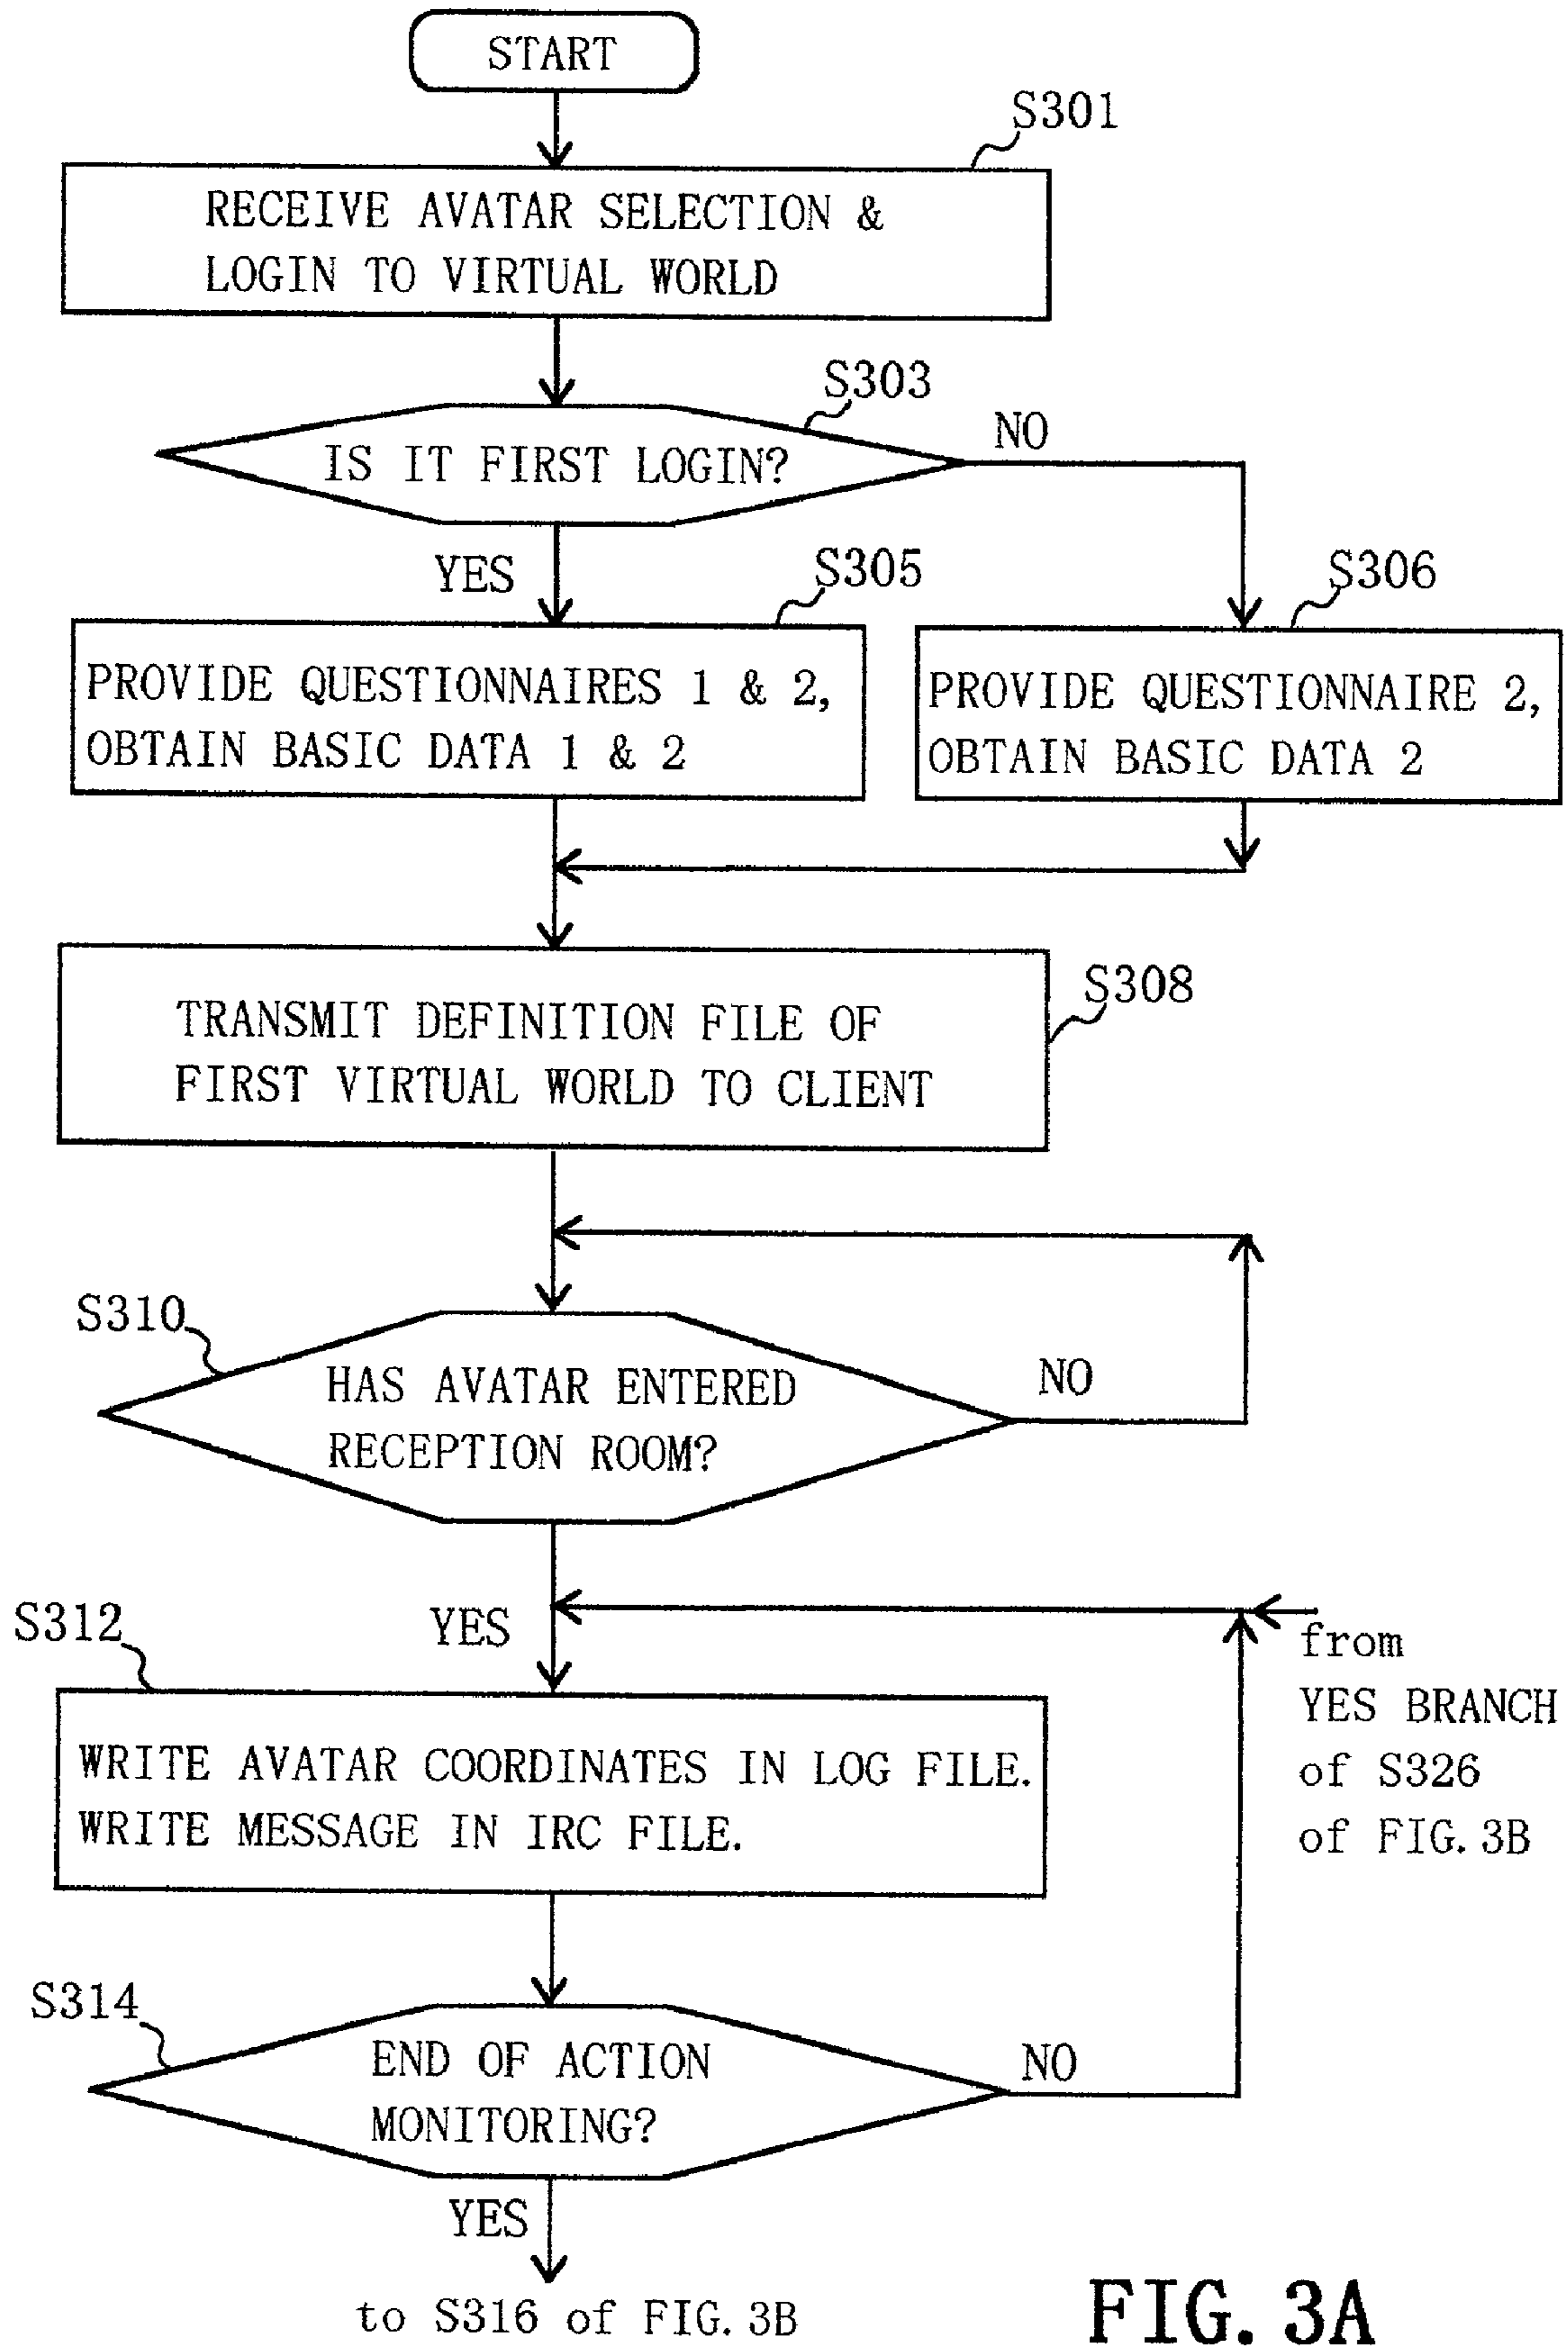 START
S301
RECEIVE AVATAR SELECTION &
LOGIN TO VIRTUAL WORLD
S303
IS IT FIRST LOGIN?
NO
YES
S305
S306
PROVIDE QUESTIONNAIRES 1 & 2,
OBTAIN BASIC DATA 1 & 2
PROVIDE QUESTIONNAIRE 2,
OBTAIN BASIC DATA 2
S308
TRANSMIT DEFINITION FILE OF
FIRST VIRTUAL WORLD TO CLIENT
S310
HAS AVATAR ENTERED
RECEPTION ROOM?
NO
YES
S312
from
YES BRANCH
of S326
of FIG. 3B
WRITE AVATAR COORDINATES IN LOG FILE.
WRITE MESSAGE IN IRC FILE.
S314
END OF ACTION
MONITORING?
NO
YES
to S316 of FIG. 3B
FIG. 3A